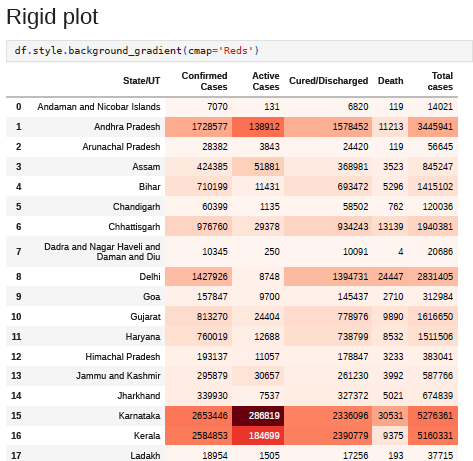 Rigid plot
df.style.background_gradient(cmap='Reds')
State/UT Confirmed Cases Active Cases Cured/Discharged Death Total cases
0 Andaman and Nicobar Islands 7070 131 6820 119 14021
1 Andhra Pradesh 1728577 138912 1578452 11213 3445941
2 Arunachal Pradesh 28382 3843 24420 119 56645
3 Assam 424385 51881 368981 3523 845247
4 Bihar 710199 11431 693472 5296 1415102
5 Chandigarh 60399 1135 58502 762 120036
6 Chhattisgarh 976760 29378 934243 13139 1940381
7 Dadra and Nagar Haveli and Daman and Diu 10345 250 10091 4 20686
8 Delhi 1427926 8748 1394731 24447 2831405
9 Goa 157847 9700 145437 2710 312984
10 Gujarat 813270 24404 778976 9890 1616650
11 Haryana 760019 12688 738799 8532 1511506
12 Himachal Pradesh 193137 11057 178847 3233 383041
13 Jammu and Kashmir 295879 30657 261230 3992 587766
14 Jharkhand 339930 7537 327372 5021 674839
15 Karnataka 2653446 286819 2336096 30531 5276361
16 Kerala 2584853 184699 2390779 9375 5160331
17 Ladakh 18954 1505 17256 193 37715